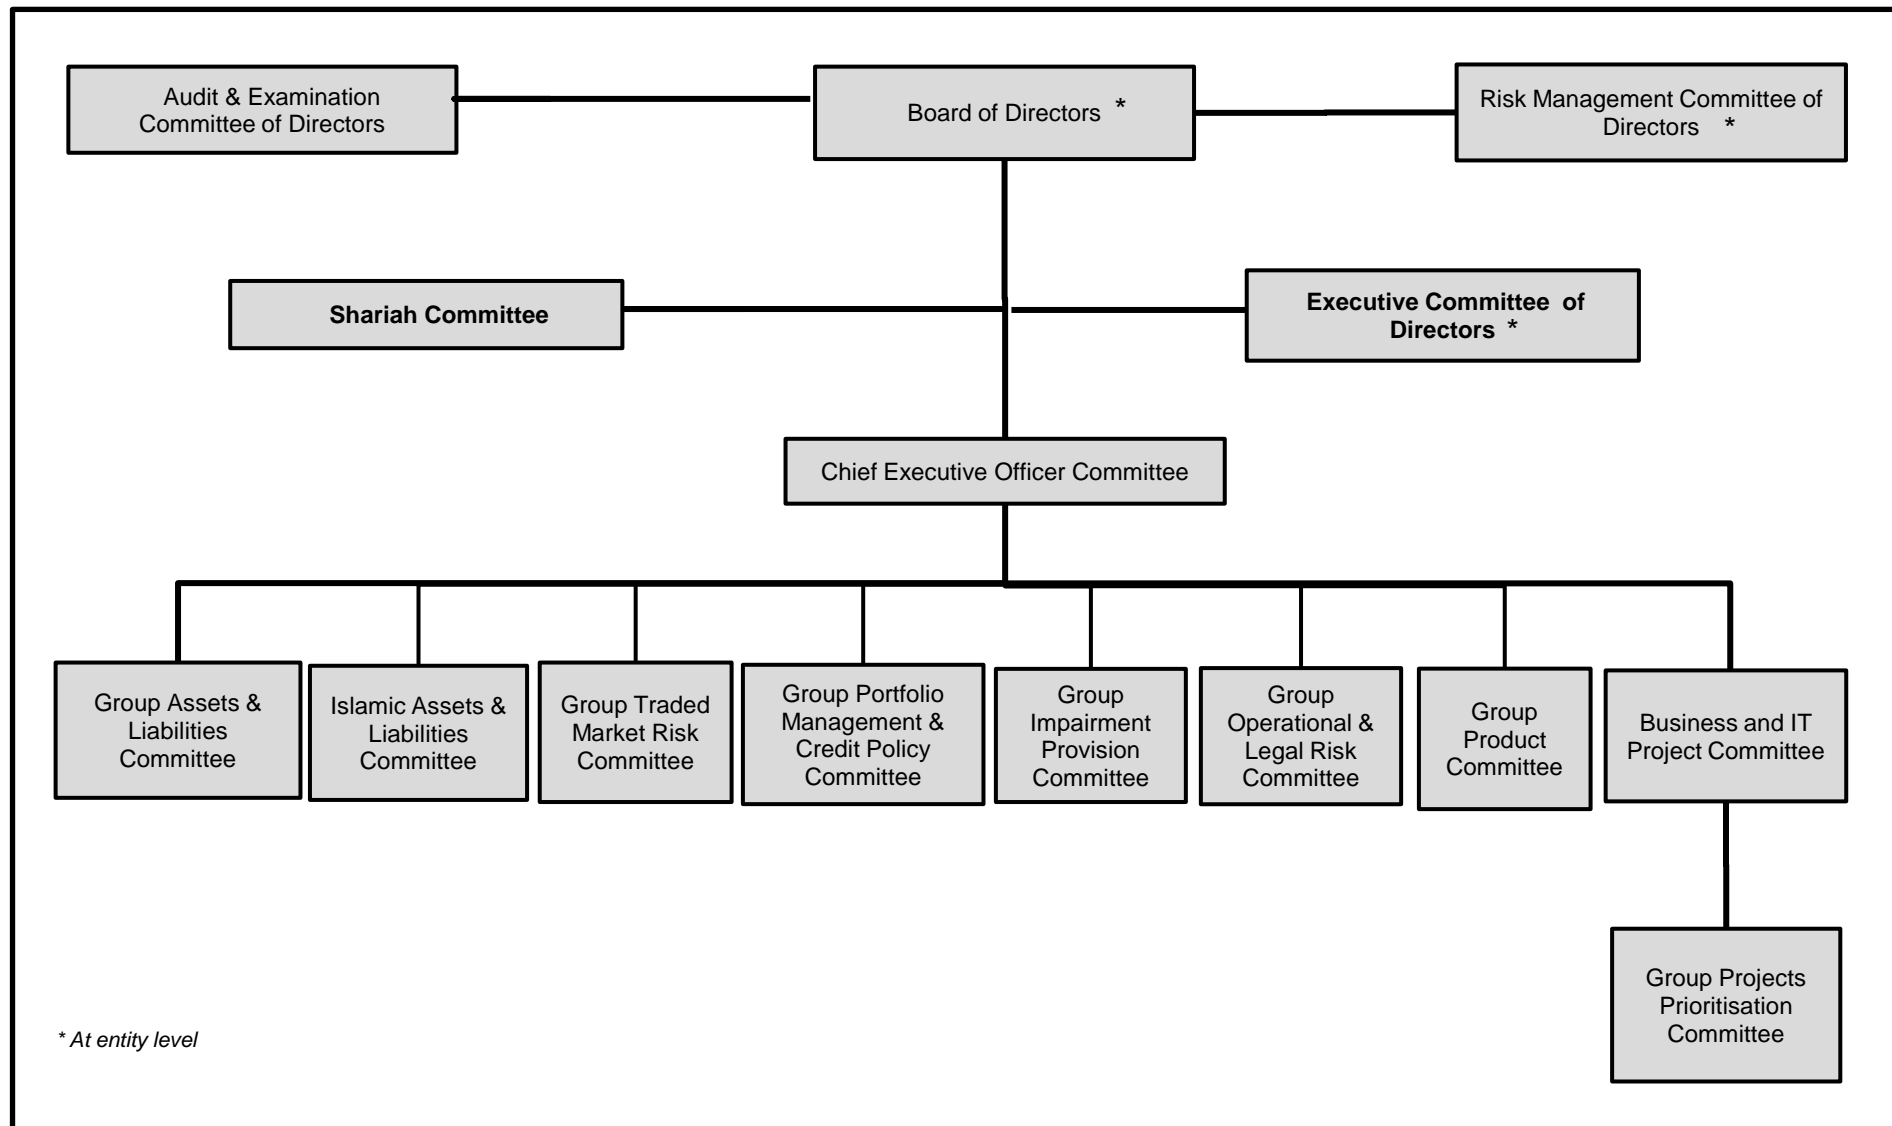 Audit & Examination
Committee of Directors
Board of Directors *
Risk Management Committee of
Directors *
Shariah Committee
Executive Committee of
Directors *
Chief Executive Officer Committee
Group Assets &
Liabilities
Committee
Islamic Assets &
Liabilities
Committee
Group Traded
Market Risk
Committee
Group Portfolio
Management &
Credit Policy
Committee
Group
Impairment
Provision
Committee
Group
Operational &
Legal Risk
Committee
Group
Product
Committee
Business and IT
Project Committee
Group Projects
Prioritisation
Committee
* At entity level